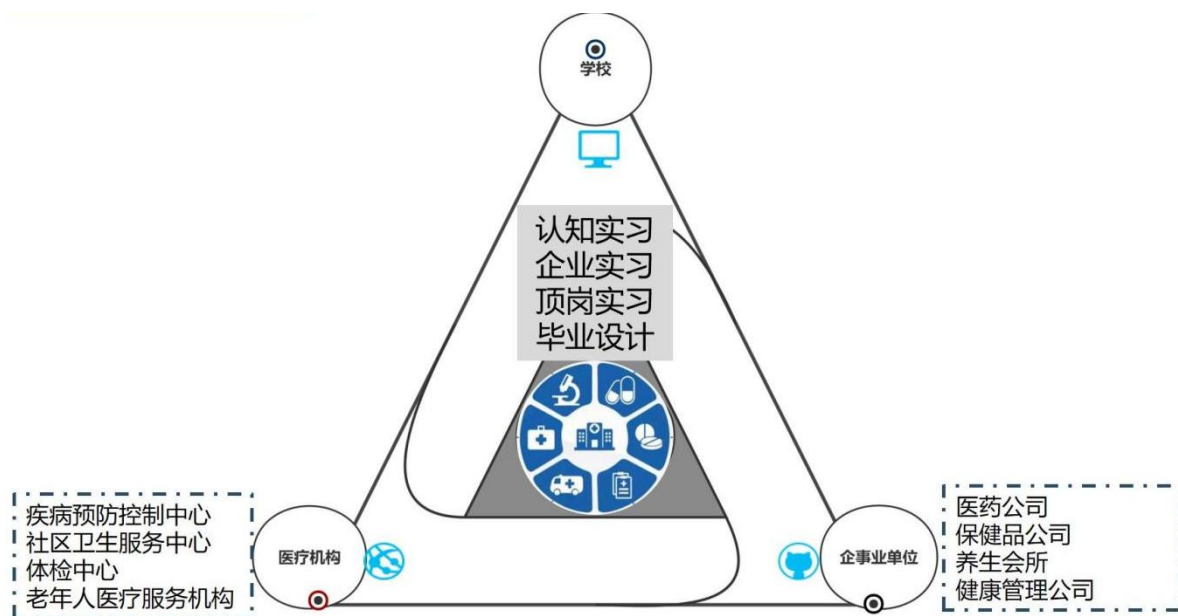 学校
认知实习
企业实习
顶岗实习
毕业设计
疾病预防控制中心
社区卫生服务中心
体检中心
老年人医疗服务机构
医疗机构
企事业单位
医药公司
保健品公司
养生会所
健康管理公司